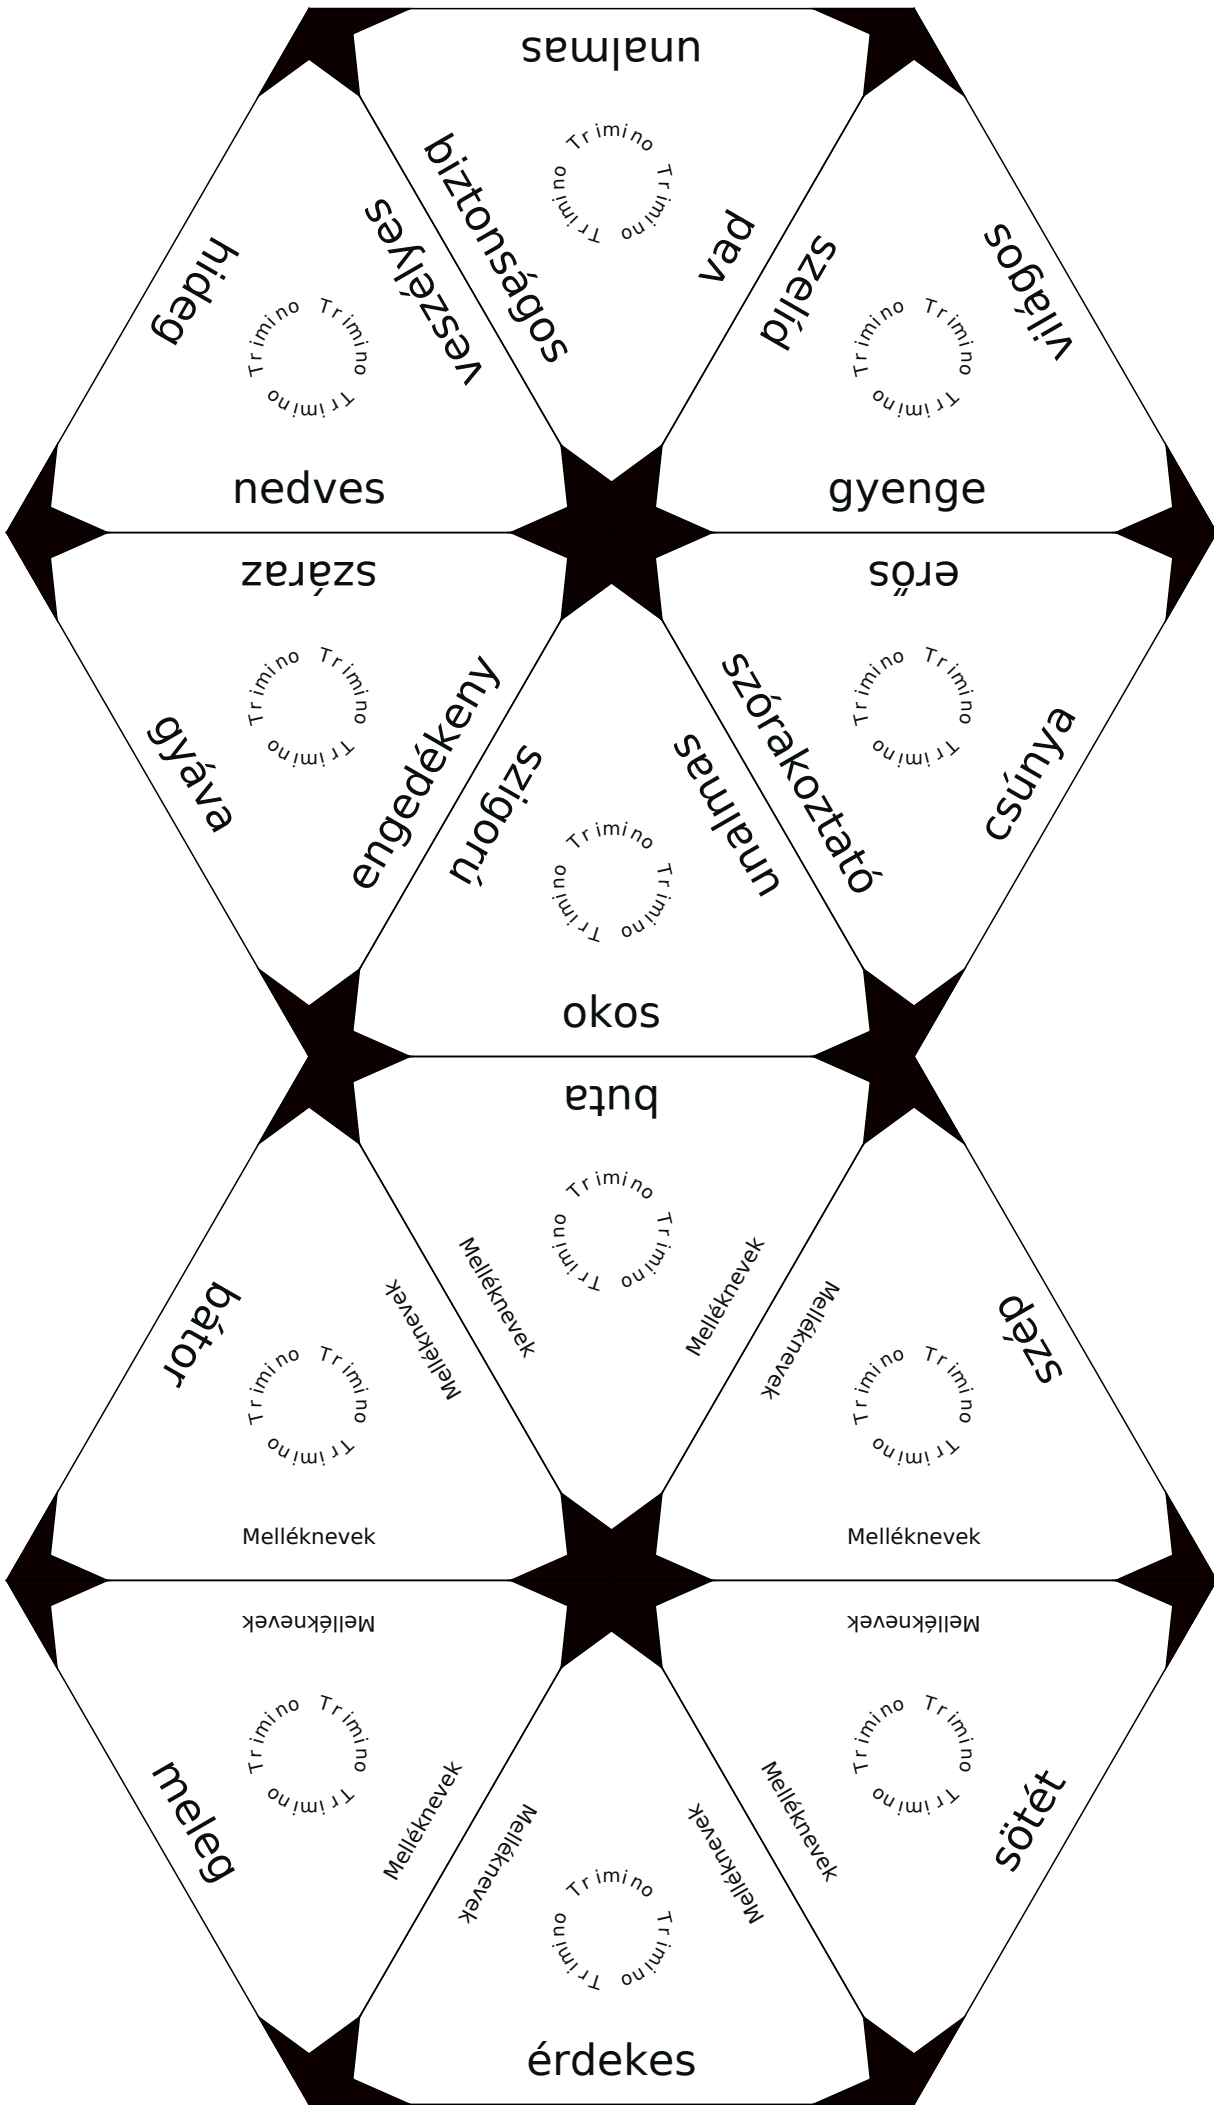 unalmas
biztonságos
vad
Trimino Trimino Trimino
hideg
veszélyes
nedves
Trimino Trimino Trimino
szelíd
világos
gyenge
Trimino Trimino Trimino
száraz
gyáva
engedékeny
Trimino Trimino Trimino
szigorú
unalmas
okos
Trimino Trimino Trimino
erős
szórakoztató
csúnya
Trimino Trimino Trimino
buta
Melléknevek
Melléknevek
Trimino Trimino Trimino
bátor
Melléknevek
Melléknevek
Trimino Trimino Trimino
Melléknevek
szép
Melléknevek
Trimino Trimino Trimino
Melléknevek
meleg
Melléknevek
Trimino Trimino Trimino
Melléknevek
Melléknevek
érdekes
Trimino Trimino Trimino
Melléknevek
Melléknevek
sötét
Trimino Trimino Trimino